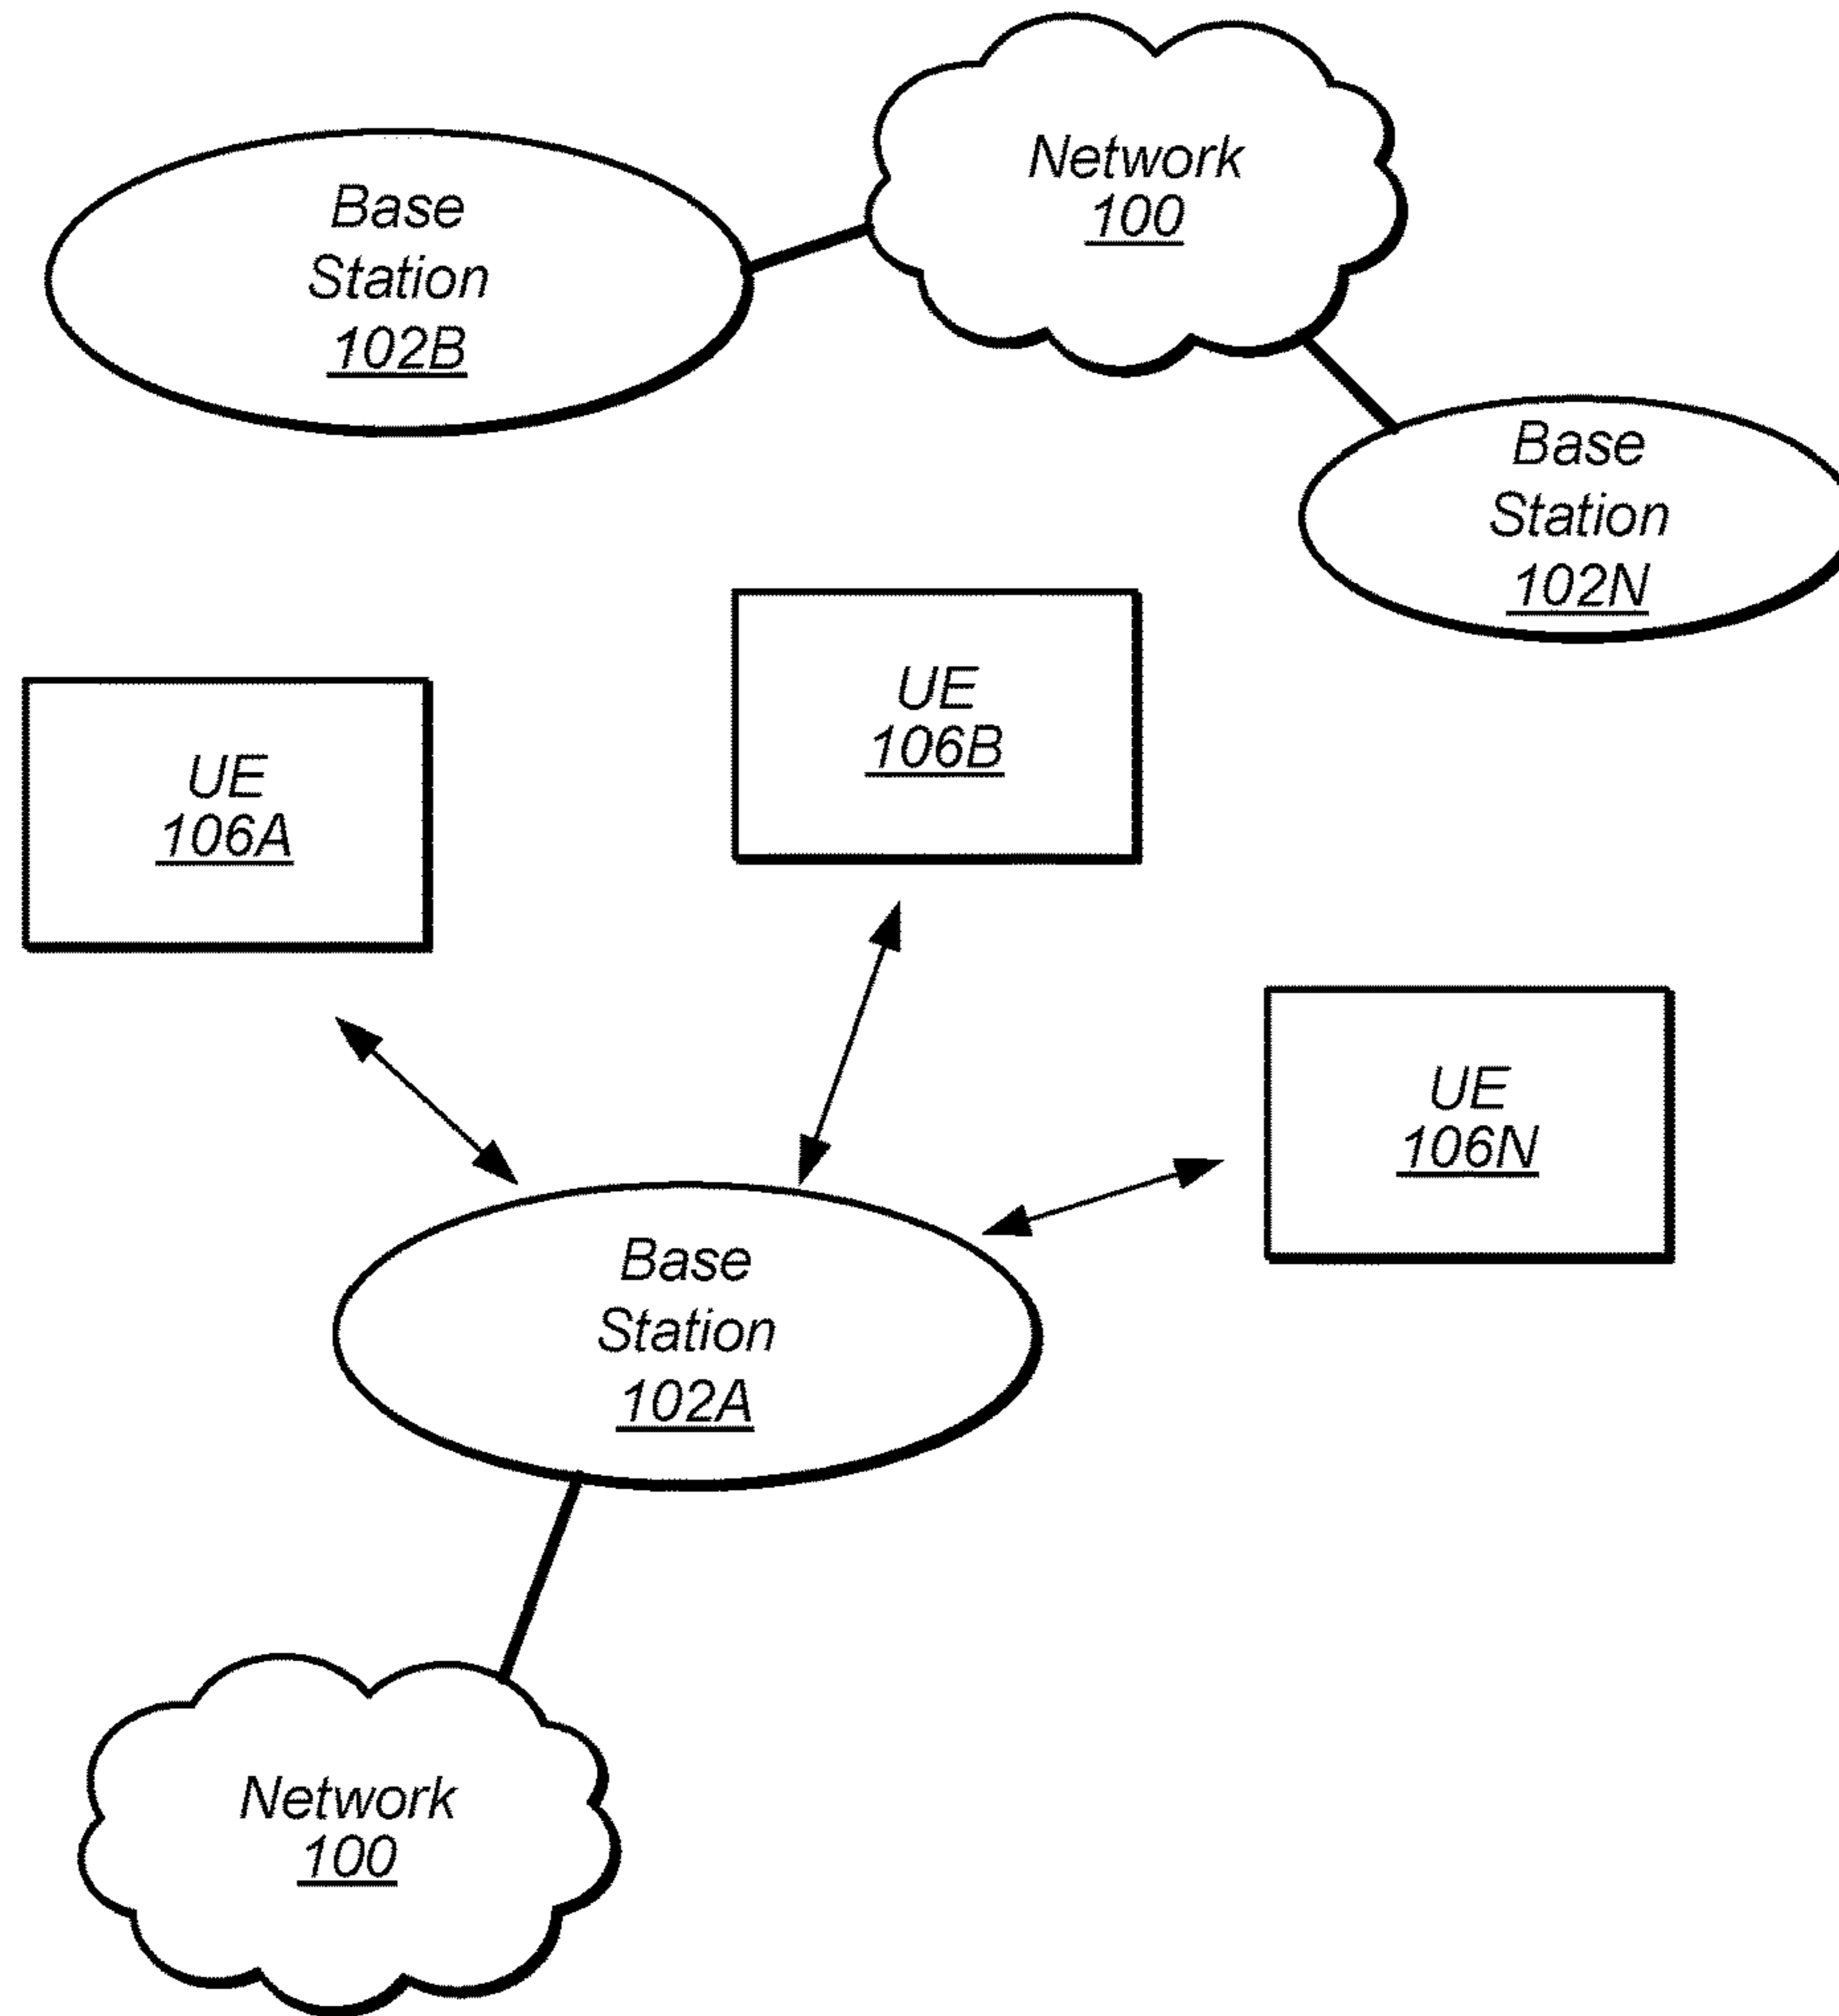 Network
100
Base
Station
102B
Base
Station
102N
UE
106B
UE
106A
UE
106N
Base
Station
102A
Network
100